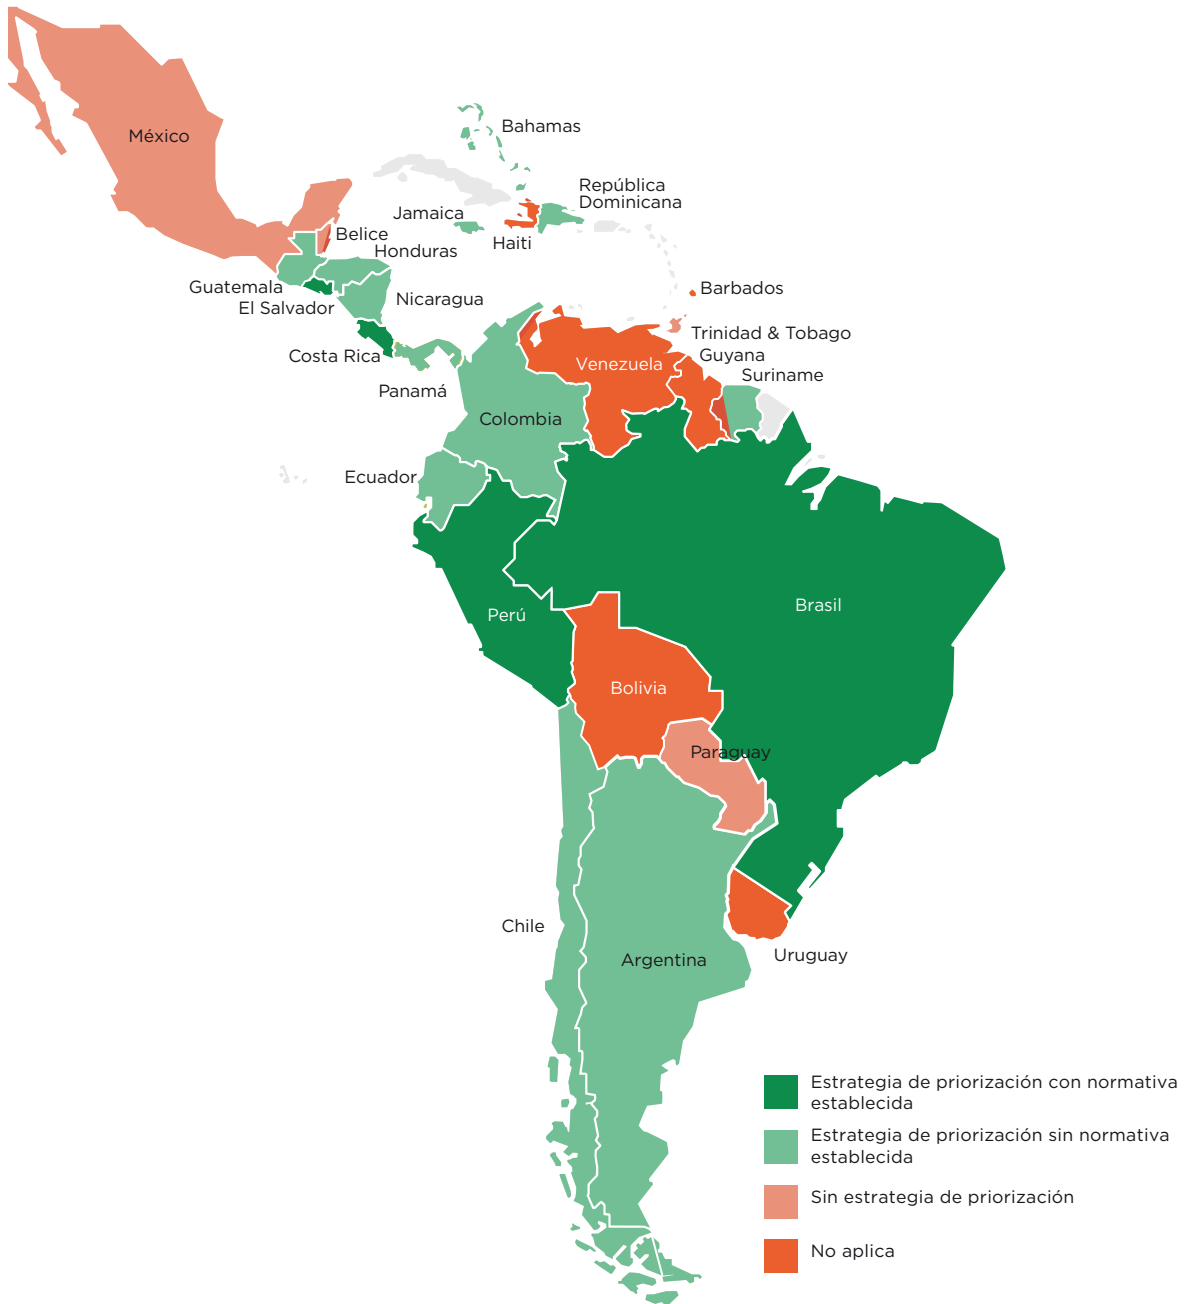 México
Bahamas
República
Dominicana
Jamaica
Haiti
Belice
Honduras
Guatemala
El Salvador
Nicaragua
Barbados
Costa Rica
Trinidad & Tobago
Guyana
Venezuela
Suriname
Panamá
Colombia
Ecuador
Brasil
Perú
Bolivia
Paraguay
Chile
Argentina
Uruguay
Estrategia de priorización con normativa
establecida
Estrategia de priorización sin normativa
establecida
Sin estrategia de priorización
No aplica